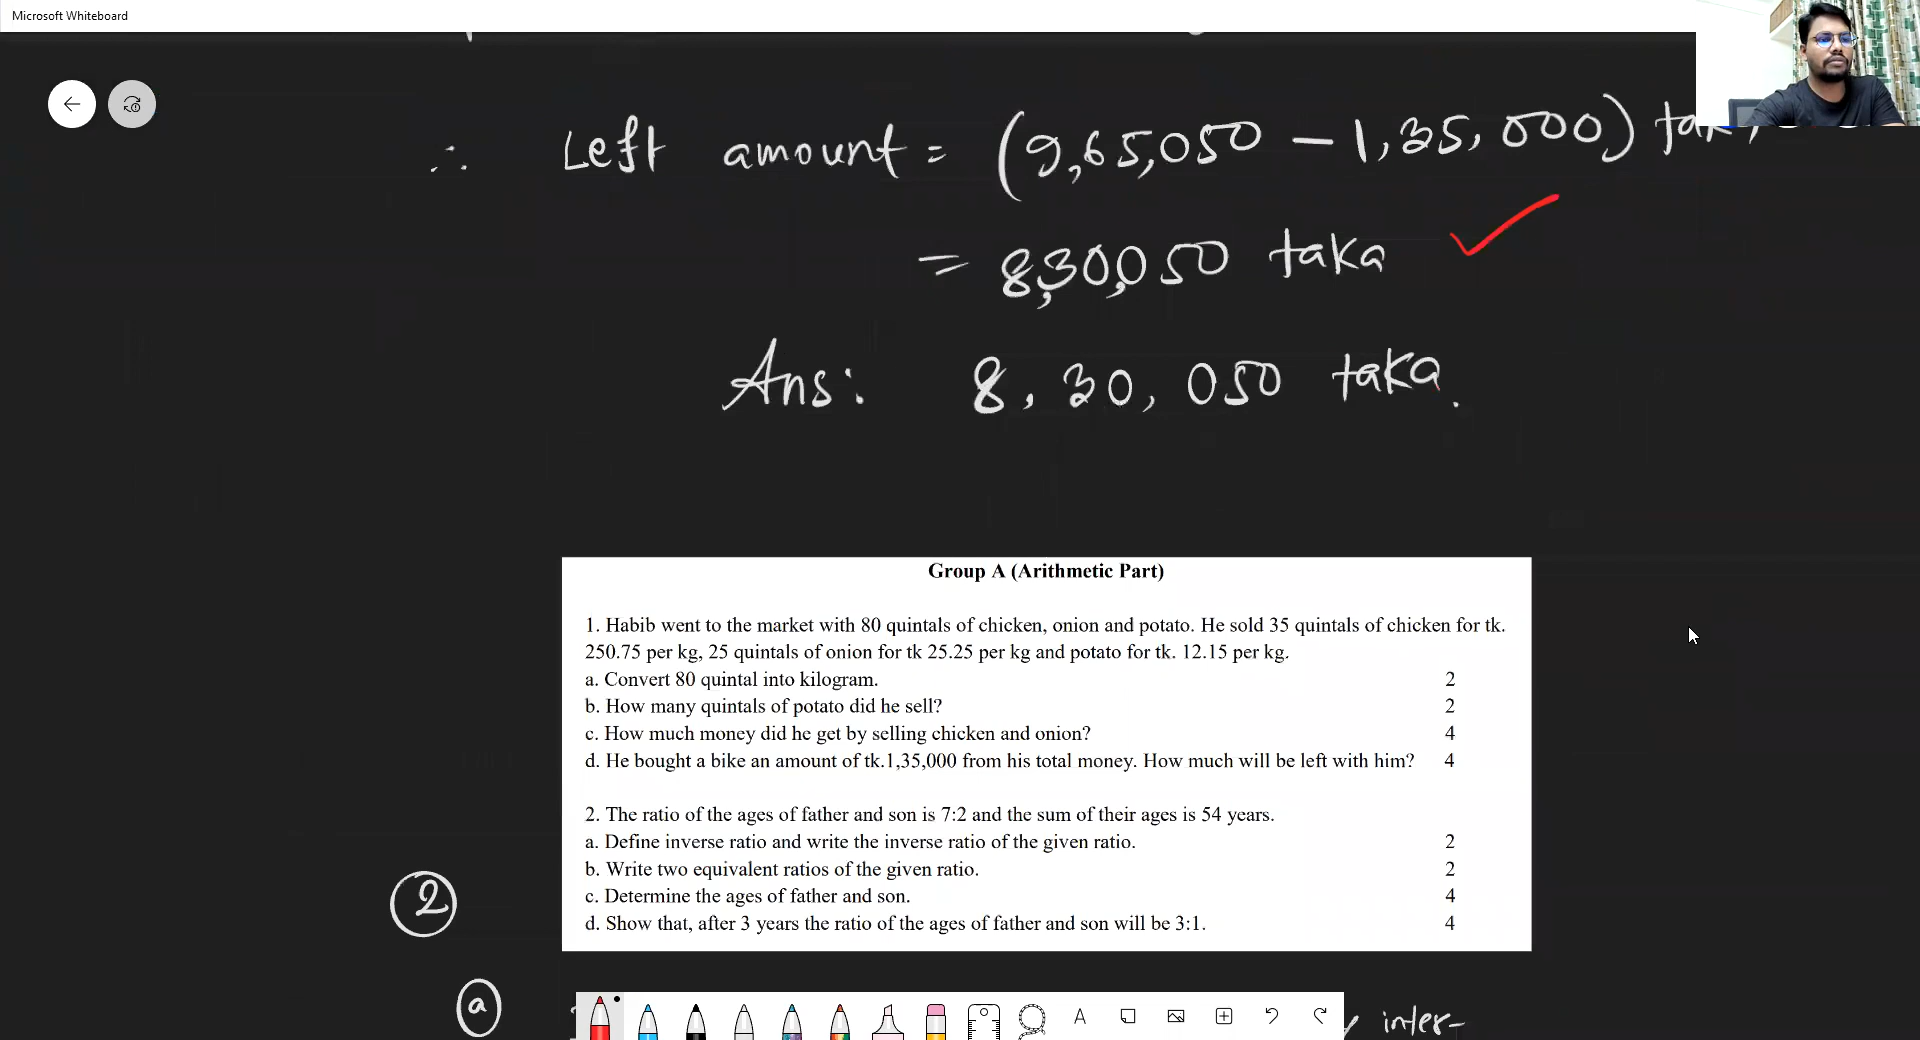 Microsoft Whiteboard
∴ Left amount = (9,65,050 − 1,35,000)
= 8,30,050 taka
Ans: 8,30,050 taka.
Group A (Arithmetic Part)
1. Habib went to the market with 80 quintals of chicken, onion and potato. He sold 35 quintals of chicken for tk.
250.75 per kg, 25 quintals of onion for tk 25.25 per kg and potato for tk. 12.15 per kg.
a. Convert 80 quintal into kilogram. 2
b. How many quintals of potato did he sell? 2
c. How much money did he get by selling chicken and onion? 4
d. He bought a bike an amount of tk.1,35,000 from his total money. How much will be left with him? 4
2. The ratio of the ages of father and son is 7:2 and the sum of their ages is 54 years.
a. Define inverse ratio and write the inverse ratio of the given ratio. 2
b. Write two equivalent ratios of the given ratio. 2
c. Determine the ages of father and son. 4
d. Show that, after 3 years the ratio of the ages of father and son will be 3:1. 4
2
a
inter-